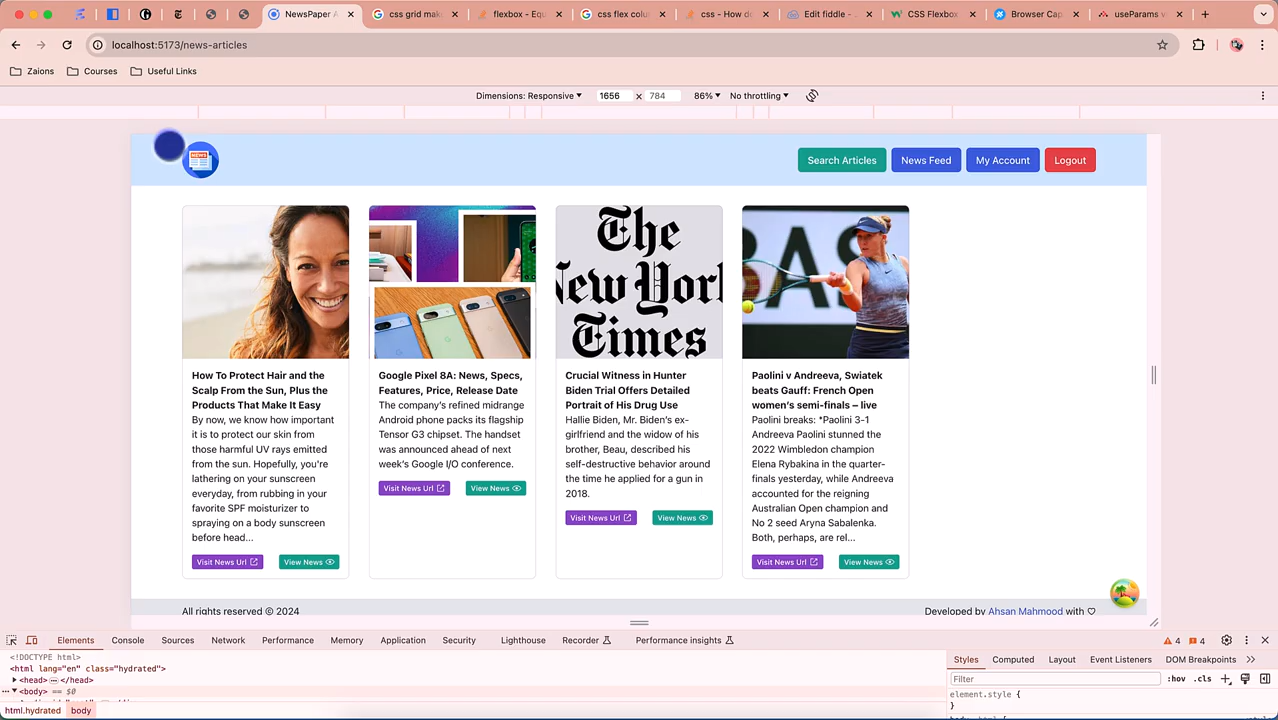 NewsPaper A
css grid mak
flexbox - Equ
css flex colu
css - How do
Edit fiddle - .
CSS Flexbox
Browser Cap
useParams v
localhost:5173/news-articles
Zaions
Courses
Useful Links
Dimensions: Responsive
1656 × 784
86%
No throttling
NEWS
Search Articles
News Feed
My Account
Logout
How To Protect Hair and the
Scalp From the Sun, Plus the
Products That Make It Easy
By now, we know how important
it is to protect our skin from
those harmful UV rays emitted
from the sun. Hopefully, you're
lathering on your sunscreen
everyday, from rubbing in your
favorite SPF moisturizer to
spraying on a body sunscreen
before head...
Visit News Url
View News
Google Pixel 8A: News, Specs,
Features, Price, Release Date
The company's refined midrange
Android phone packs its flagship
Tensor G3 chipset. The handset
was announced ahead of next
week's Google I/O conference.
Visit News Url
View News
The
New York
Times
Crucial Witness in Hunter
Biden Trial Offers Detailed
Portrait of His Drug Use
Hallie Biden, Mr. Biden's ex-
girlfriend and the widow of his
brother, Beau, described his
self-destructive behavior around
the time he applied for a gun in
2018.
Visit News Url
View News
Paolini v Andreeva, Swiatek
beats Gauff: French Open
women's semi-finals – live
Paolini breaks: *Paolini 3-1
Andreeva Paolini stunned the
2022 Wimbledon champion
Elena Rybakina in the quarter-
finals yesterday, while Andreeva
accounted for the reigning
Australian Open champion and
No 2 seed Aryna Sabalenka.
Both, perhaps, are rel...
Visit News Url
View News
All rights reserved © 2024
Developed by Ahsan Mahmood with ♡
Elements
Console
Sources
Network
Performance
Memory
Application
Security
Lighthouse
Recorder
Performance insights
4
4
<!DOCTYPE html>
<html lang="en" class="hydrated">
<head> … </head>
<body> == $0
html.hydrated
body
Styles
Computed
Layout
Event Listeners
DOM Breakpoints
Filter
:hov
.cls
element.style {
}